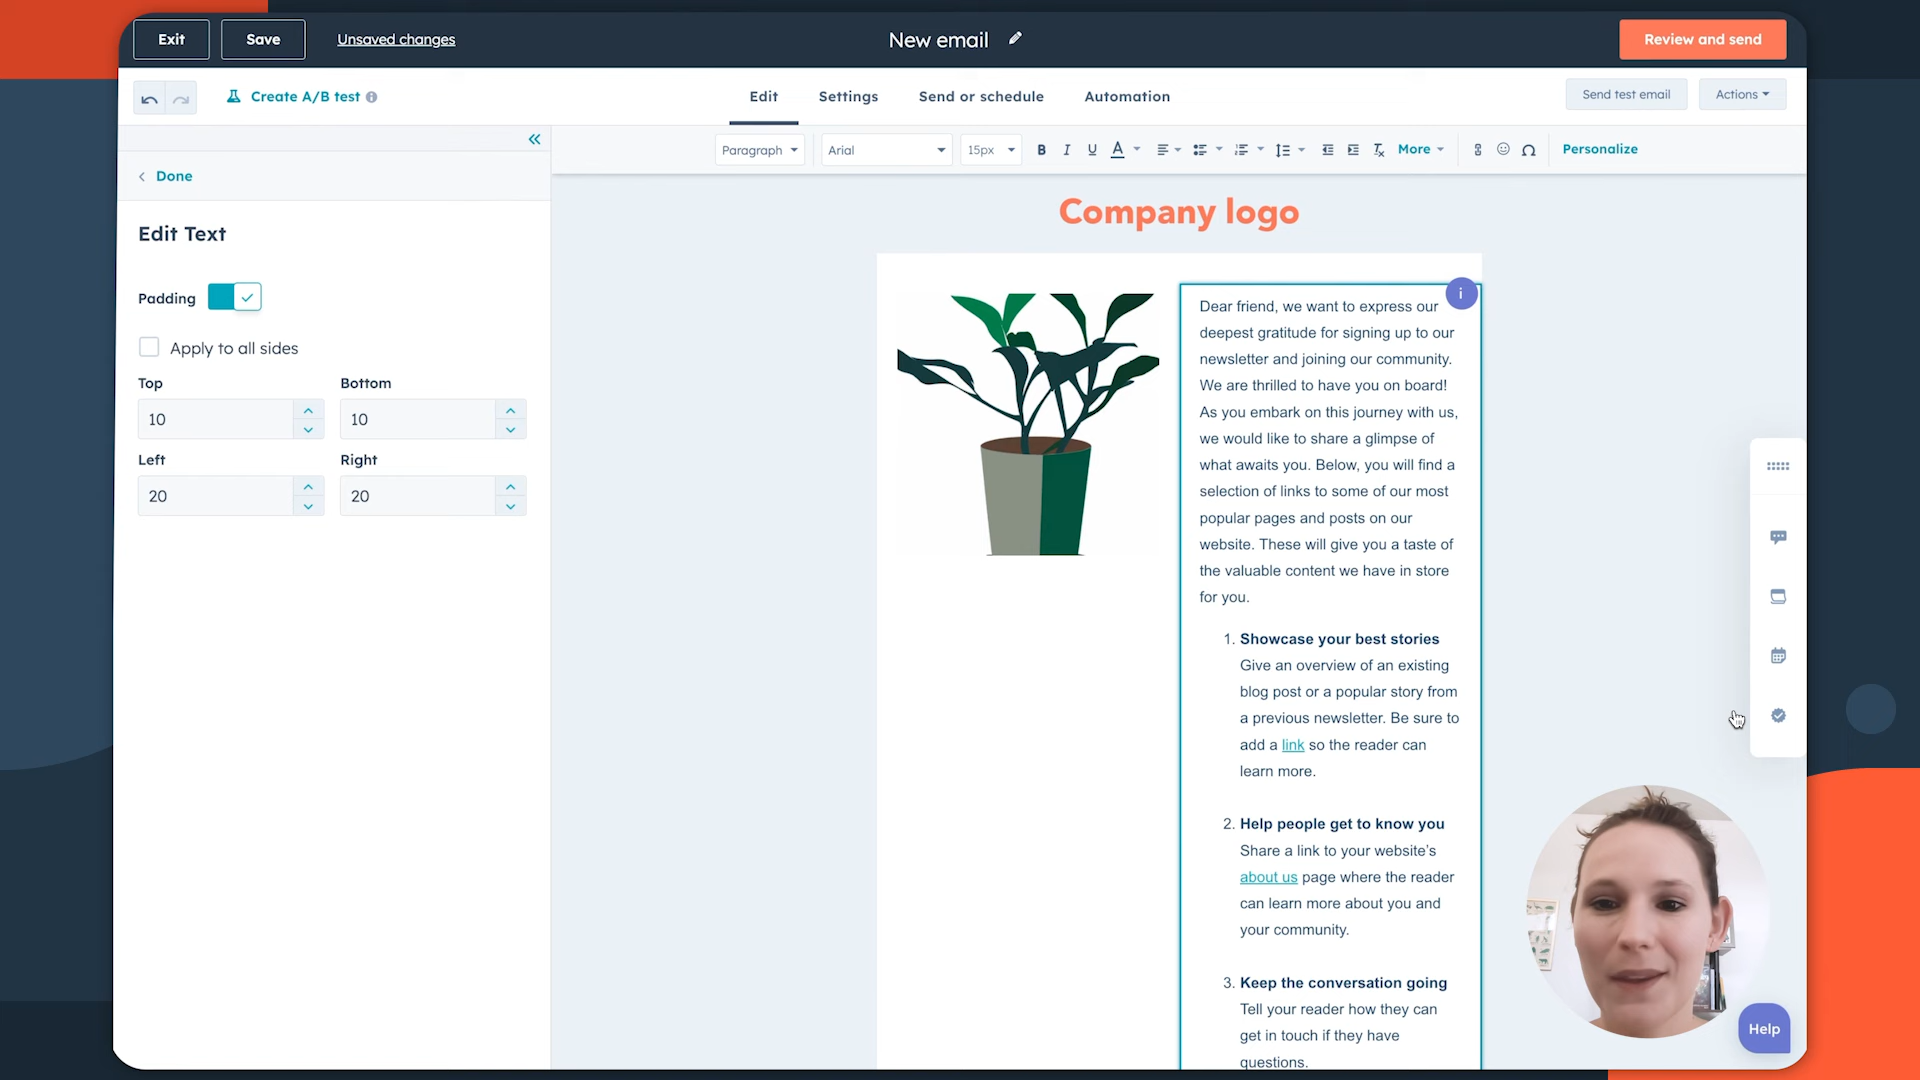 Exit
Save
Unsaved changes
New email
Review and send
Create A/B test
Edit
Settings
Send or schedule
Automation
Send test email
Actions
Paragraph
Arial
15px
B
I
U
A
More
Personalize
Done
Edit Text
Padding
Apply to all sides
Top
Bottom
10
10
Left
Right
20
20
Company logo
i
Dear friend, we want to express our
deepest gratitude for signing up to our
newsletter and joining our community.
We are thrilled to have you on board!
As you embark on this journey with us,
we would like to share a glimpse of
what awaits you. Below, you will find a
selection of links to some of our most
popular pages and posts on our
website. These will give you a taste of
the valuable content we have in store
for you.
1. Showcase your best stories
Give an overview of an existing
blog post or a popular story from
a previous newsletter. Be sure to
add a link so the reader can
learn more.
2. Help people get to know you
Share a link to your website's
about us page where the reader
can learn more about you and
your community.
3. Keep the conversation going
Tell your reader how they can
get in touch if they have
questions.
Help